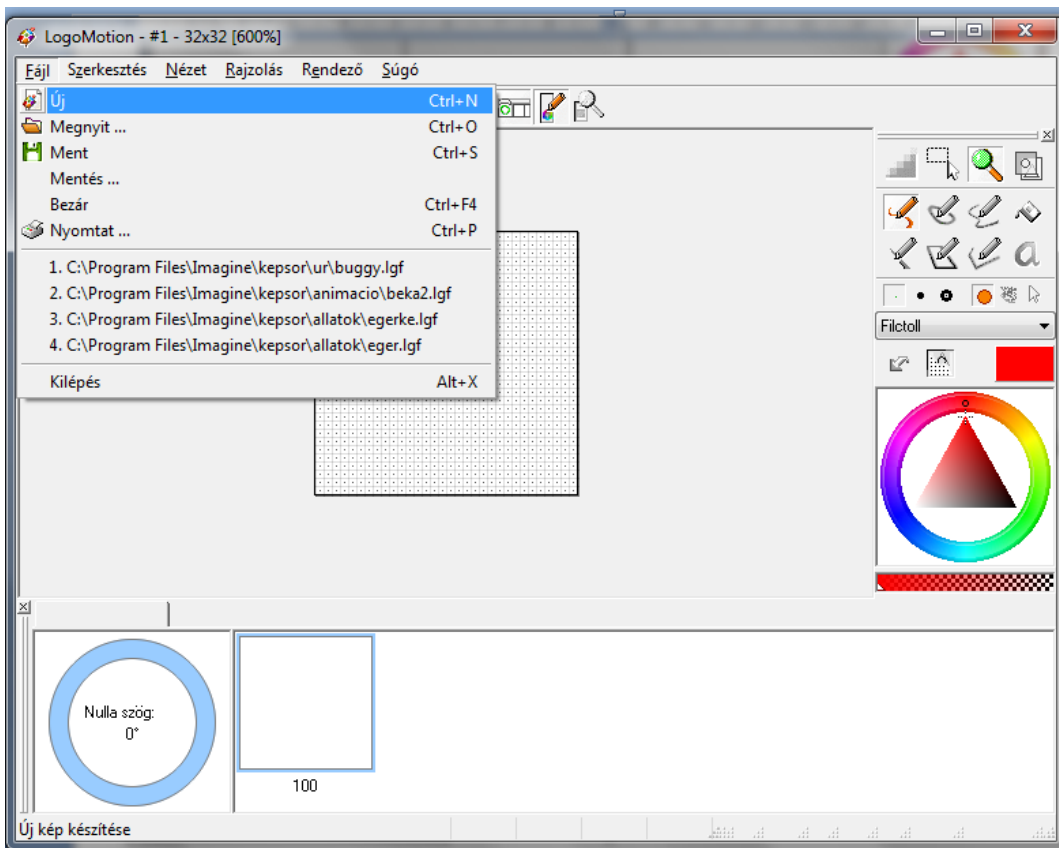 LogoMotion - #1 - 32x32 [600%]
Fájl Szerkesztés Nézet Rajzolás Rendező Súgó
Új Ctrl+N
Megnyit ... Ctrl+O
Ment Ctrl+S
Mentés ...
Bezár Ctrl+F4
Nyomtat ... Ctrl+P
1. C:\Program Files\Imagine\kepsor\ur\buggy.lgf
2. C:\Program Files\Imagine\kepsor\animacio\beka2.lgf
3. C:\Program Files\Imagine\kepsor\allatok\egerke.lgf
4. C:\Program Files\Imagine\kepsor\allatok\eger.lgf
Kilépés Alt+X
Filctoll
Nulla szög:
0°
100
Új kép készítése